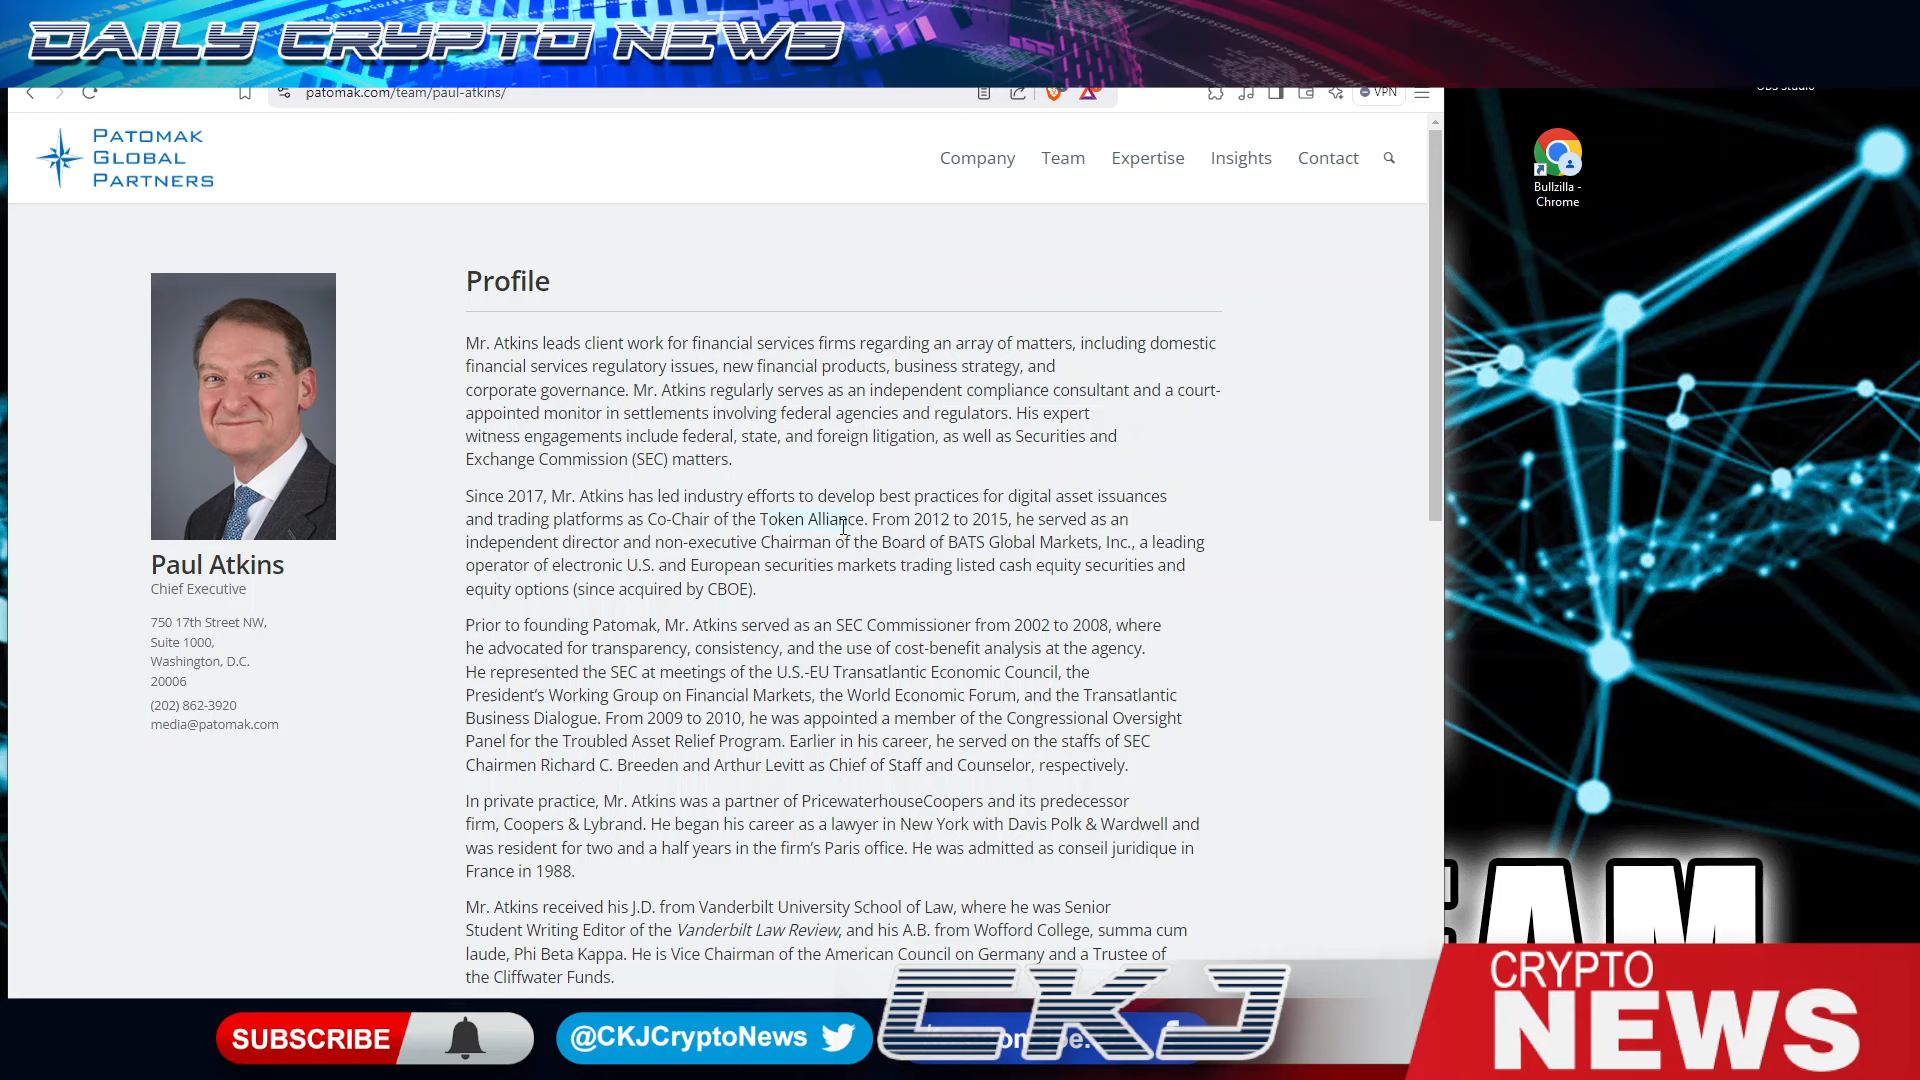 DAILY CRYPTO NEWS
patomak.com/team/paul-atkins/
VPN
OBS Studio
PATOMAK
GLOBAL
PARTNERS
Company
Team
Expertise
Insights
Contact
Bullzilla -
Chrome
Profile
Mr. Atkins leads client work for financial services firms regarding an array of matters, including domestic
financial services regulatory issues, new financial products, business strategy, and
corporate governance. Mr. Atkins regularly serves as an independent compliance consultant and a court-
appointed monitor in settlements involving federal agencies and regulators. His expert
witness engagements include federal, state, and foreign litigation, as well as Securities and
Exchange Commission (SEC) matters.
Since 2017, Mr. Atkins has led industry efforts to develop best practices for digital asset issuances
and trading platforms as Co-Chair of the Token Alliance. From 2012 to 2015, he served as an
independent director and non-executive Chairman of the Board of BATS Global Markets, Inc., a leading
operator of electronic U.S. and European securities markets trading listed cash equity securities and
equity options (since acquired by CBOE).
Paul Atkins
Chief Executive
750 17th Street NW,
Suite 1000,
Washington, D.C.
20006
(202) 862-3920
media@patomak.com
Prior to founding Patomak, Mr. Atkins served as an SEC Commissioner from 2002 to 2008, where
he advocated for transparency, consistency, and the use of cost-benefit analysis at the agency.
He represented the SEC at meetings of the U.S.-EU Transatlantic Economic Council, the
President’s Working Group on Financial Markets, the World Economic Forum, and the Transatlantic
Business Dialogue. From 2009 to 2010, he was appointed a member of the Congressional Oversight
Panel for the Troubled Asset Relief Program. Earlier in his career, he served on the staffs of SEC
Chairmen Richard C. Breeden and Arthur Levitt as Chief of Staff and Counselor, respectively.
In private practice, Mr. Atkins was a partner of PricewaterhouseCoopers and its predecessor
firm, Coopers & Lybrand. He began his career as a lawyer in New York with Davis Polk & Wardwell and
was resident for two and a half years in the firm’s Paris office. He was admitted as conseil juridique in
France in 1988.
Mr. Atkins received his J.D. from Vanderbilt University School of Law, where he was Senior
Student Writing Editor of the Vanderbilt Law Review, and his A.B. from Wofford College, summa cum
laude, Phi Beta Kappa. He is Vice Chairman of the American Council on Germany and a Trustee of
the Cliffwater Funds.
SUBSCRIBE
@CKJCryptoNews
CKJ
CRYPTO
NEWS